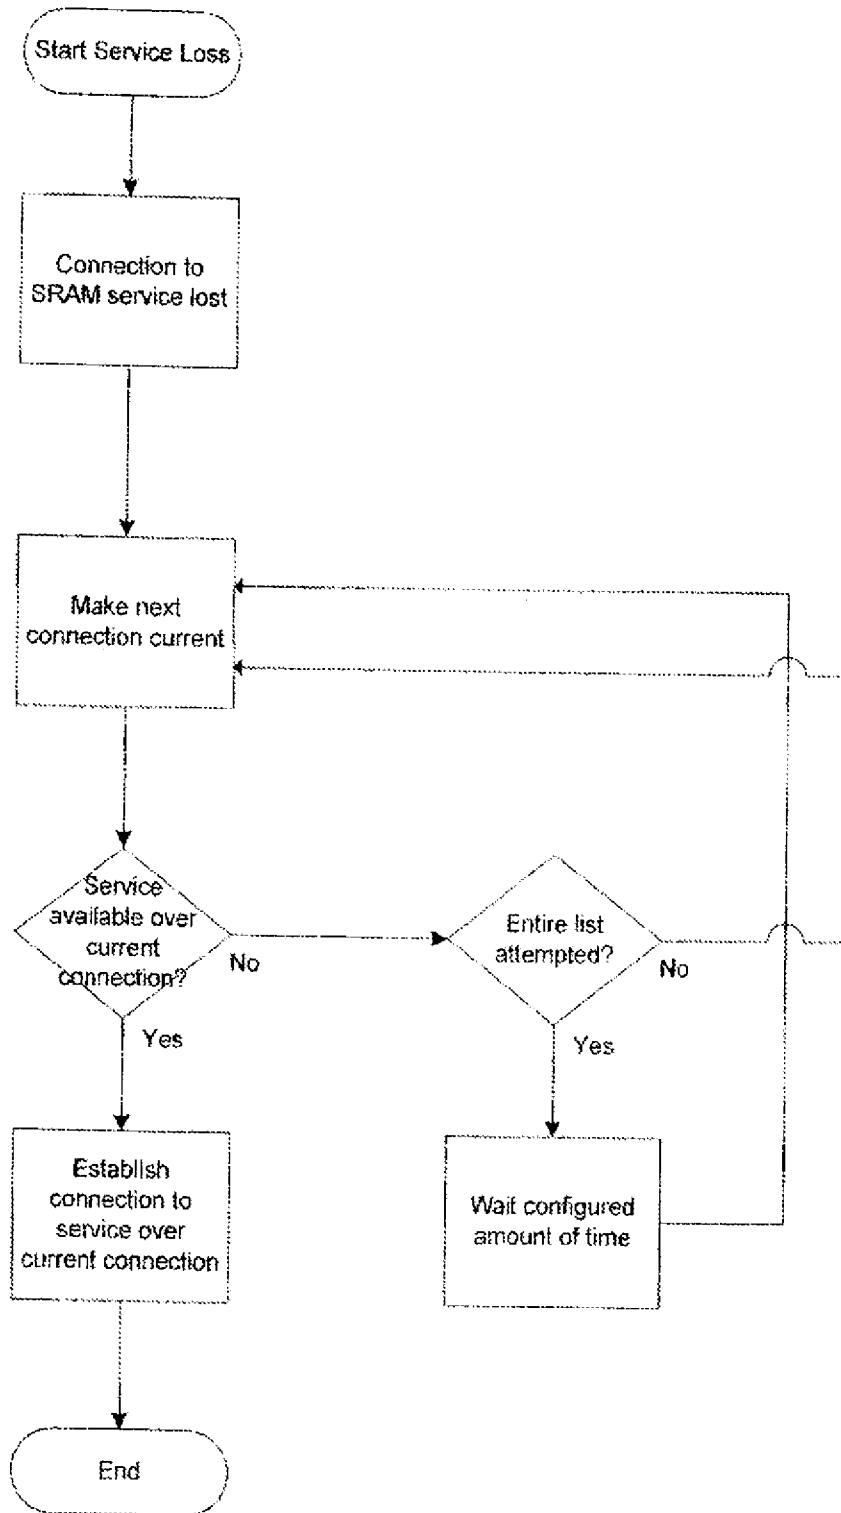 Start Service Loss
Connection to
SRAM service lost
Make next
connection current
Service
available over
current
connection?
No
Entire list
attempted?
No
Yes
Yes
Establish
connection to
service over
current connection
Wait configured
amount of time
End